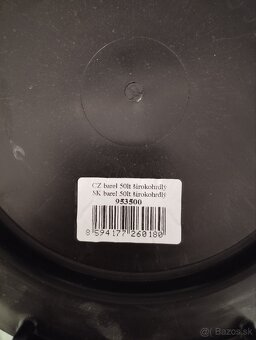 CZ barel 50lt širokohrdlý
SK barel 50lt širokohrdlý
953500
8 594177 260180
© Bazos.sk